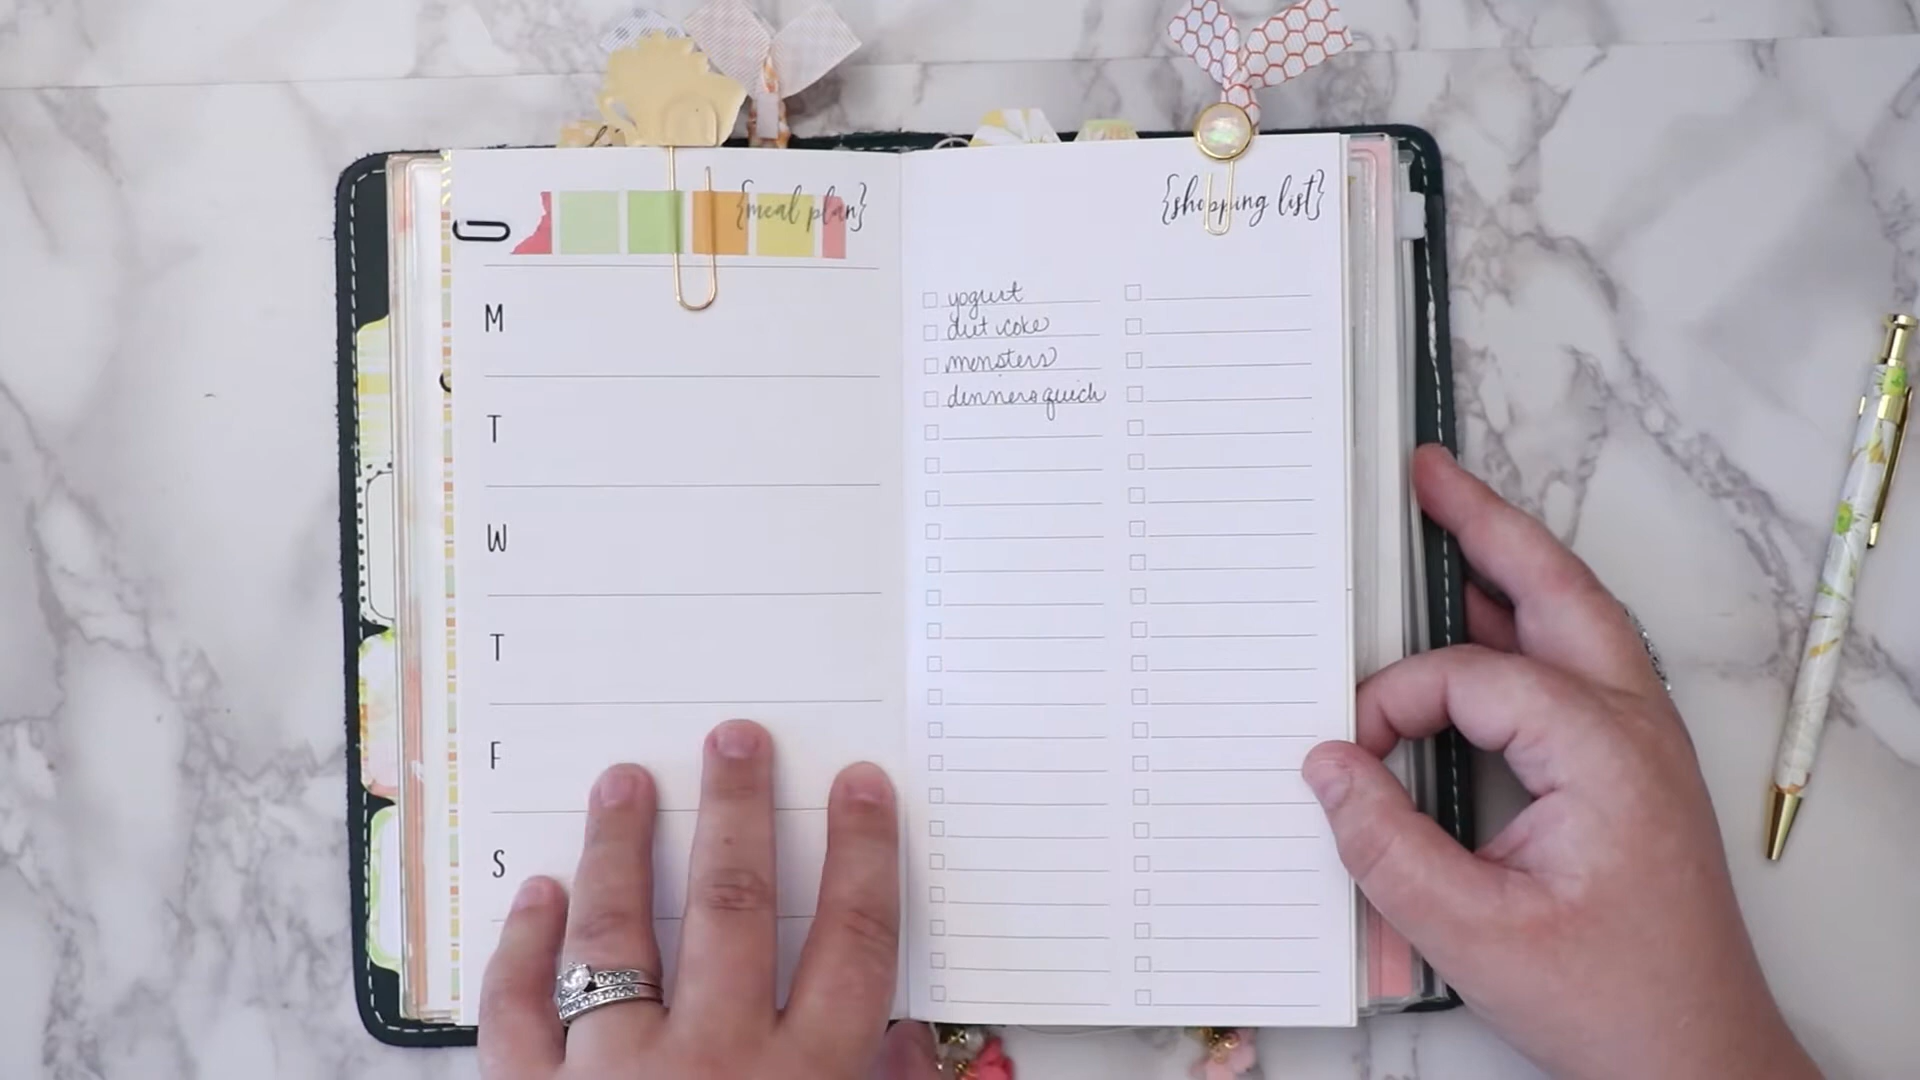 {meal plan}
M
T
W
T
F
S
{shopping list}
yogurt
diet coke
monsters
dinners quick